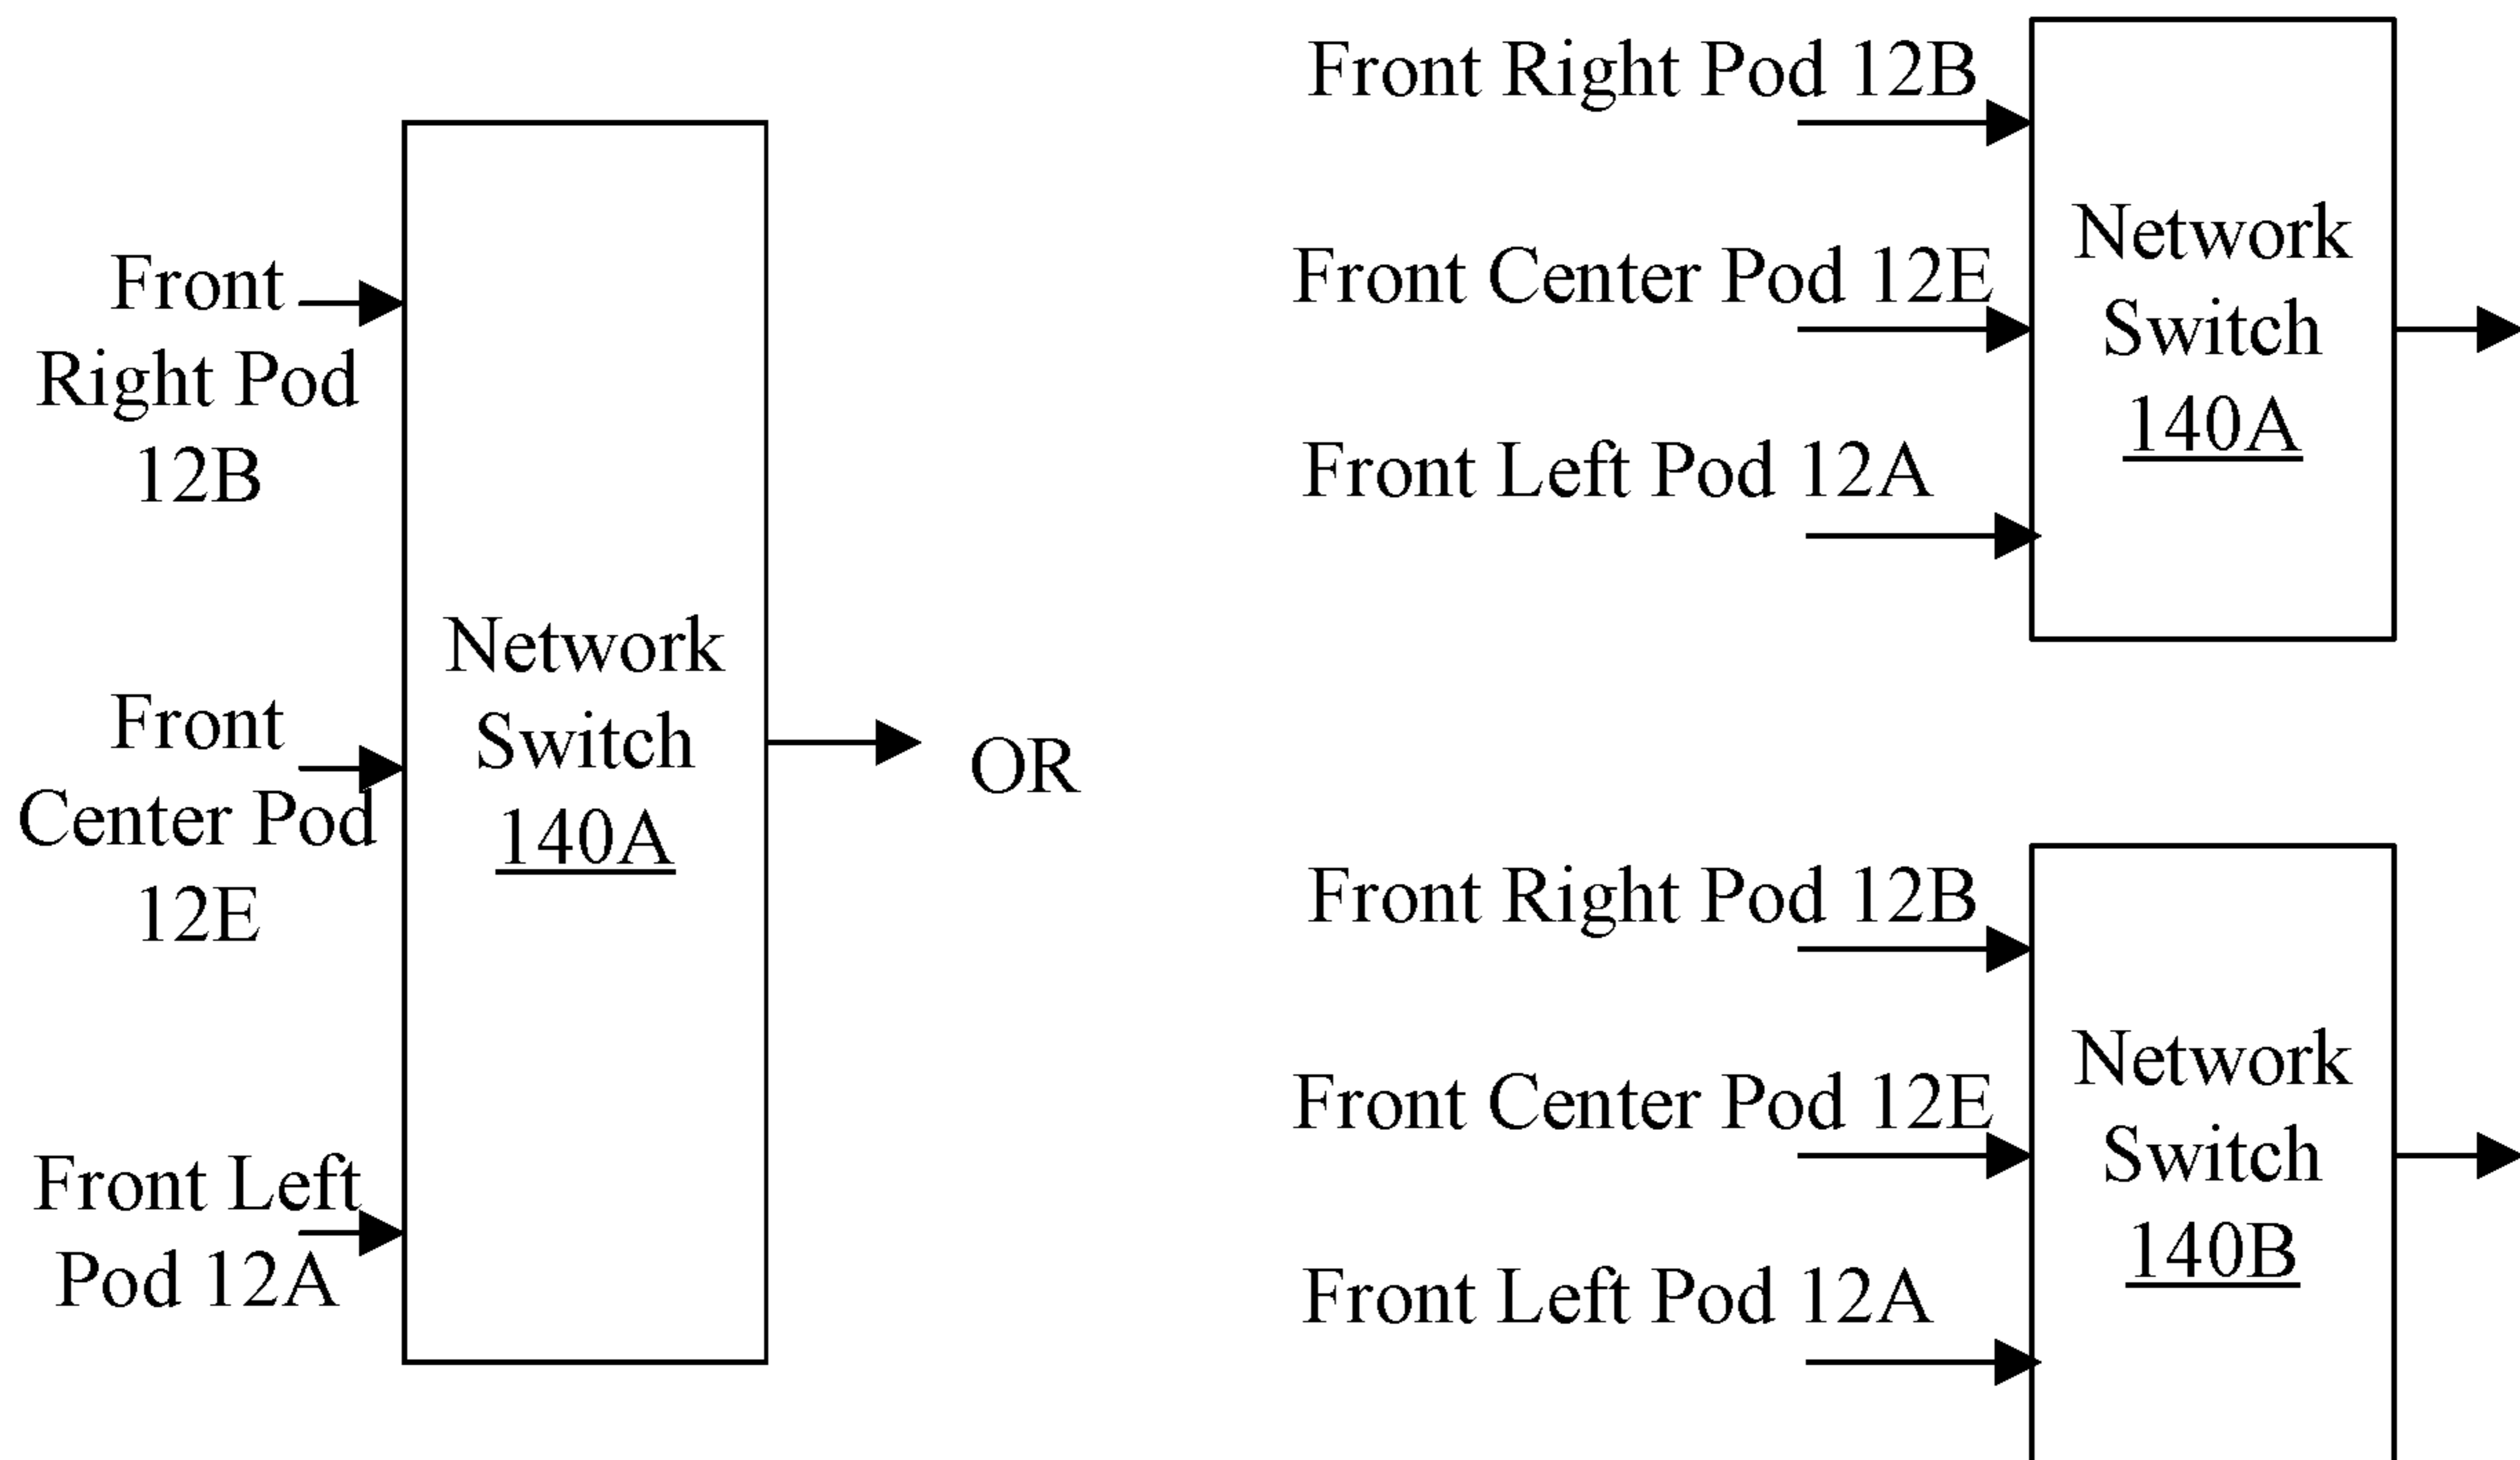 Front
Right Pod
12B
Front
Center Pod
12E
Front Left
Pod 12A
Network
Switch
140A
OR
Front Right Pod 12B
Front Center Pod 12E
Front Left Pod 12A
Network
Switch
140A
Front Right Pod 12B
Front Center Pod 12E
Front Left Pod 12A
Network
Switch
140B